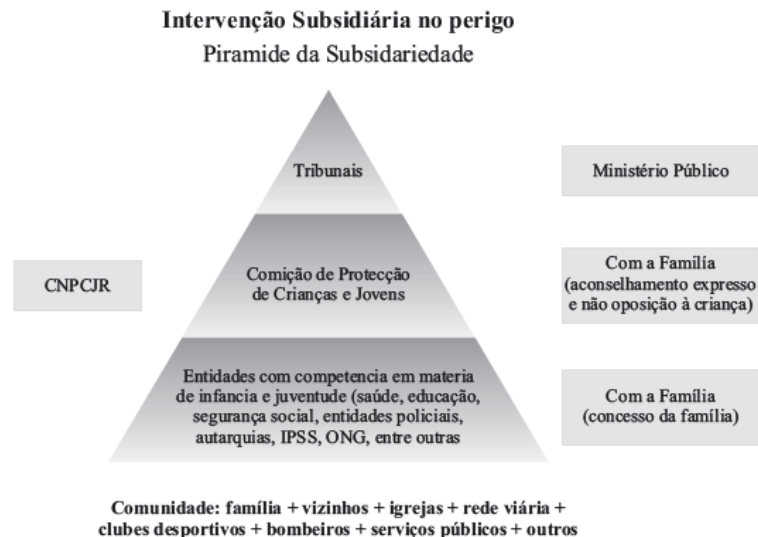 Intervenção Subsidiária no perigo
Piramide da Subsidariedade
Tribunais
Ministério Público
CNPCJR
Comição de Protecção
de Crianças e Jovens
Com a Familía
(aconselhamento expresso
e não oposição à criança)
Entidades com competencia em materia
de infancia e juventude (saúde, educação,
segurança social, entidades policiais,
autarquias, IPSS, ONG, entre outras
Com a Família
(concesso da família)
Comunidade: família + vizinhos + igrejas + rede viária +
clubes desportivos + bombeiros + serviços públicos + outros